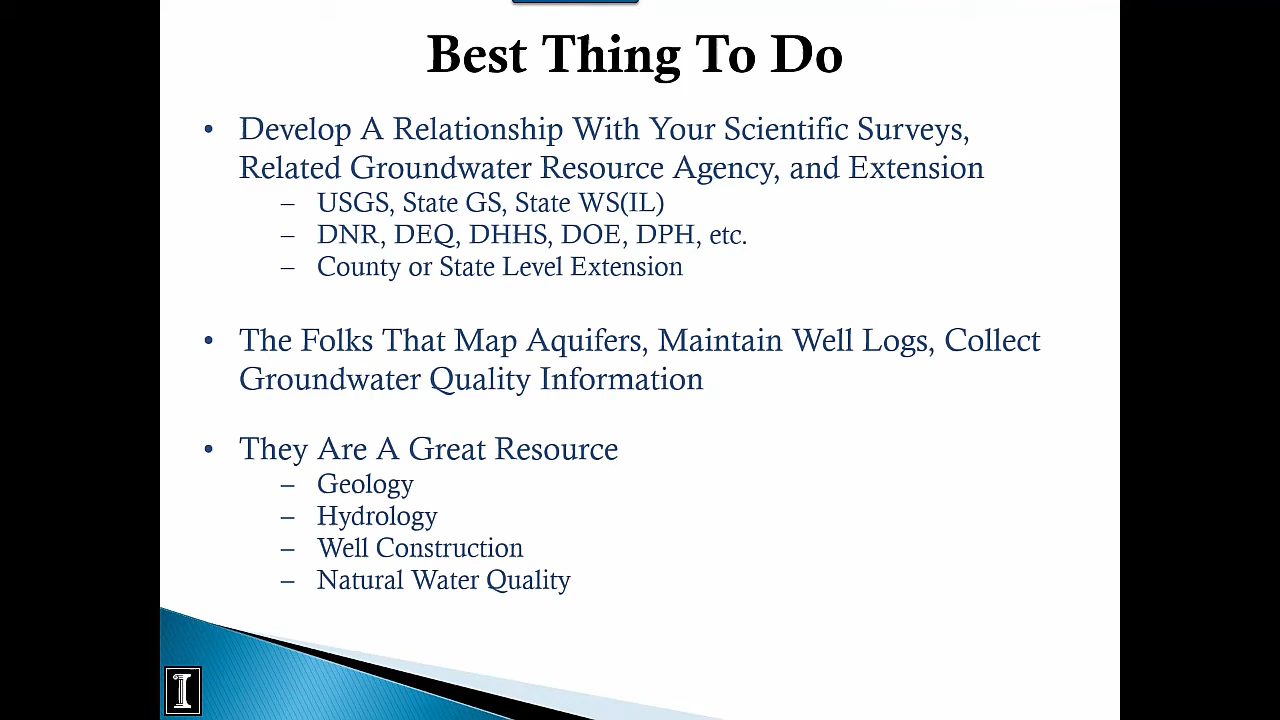 Best Thing To Do
• Develop A Relationship With Your Scientific Surveys,
Related Groundwater Resource Agency, and Extension
– USGS, State GS, State WS(IL)
– DNR, DEQ, DHHS, DOE, DPH, etc.
– County or State Level Extension
• The Folks That Map Aquifers, Maintain Well Logs, Collect
Groundwater Quality Information
• They Are A Great Resource
– Geology
– Hydrology
– Well Construction
– Natural Water Quality
I